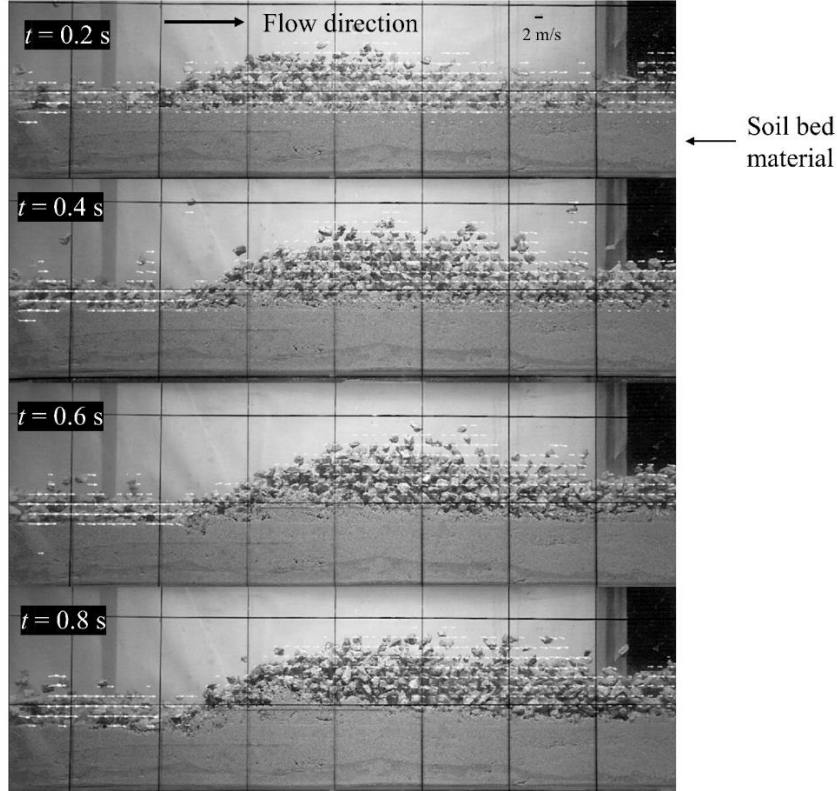 t = 0.2 s
Flow direction
2 m/s
Soil bed
material
t = 0.4 s
t = 0.6 s
t = 0.8 s